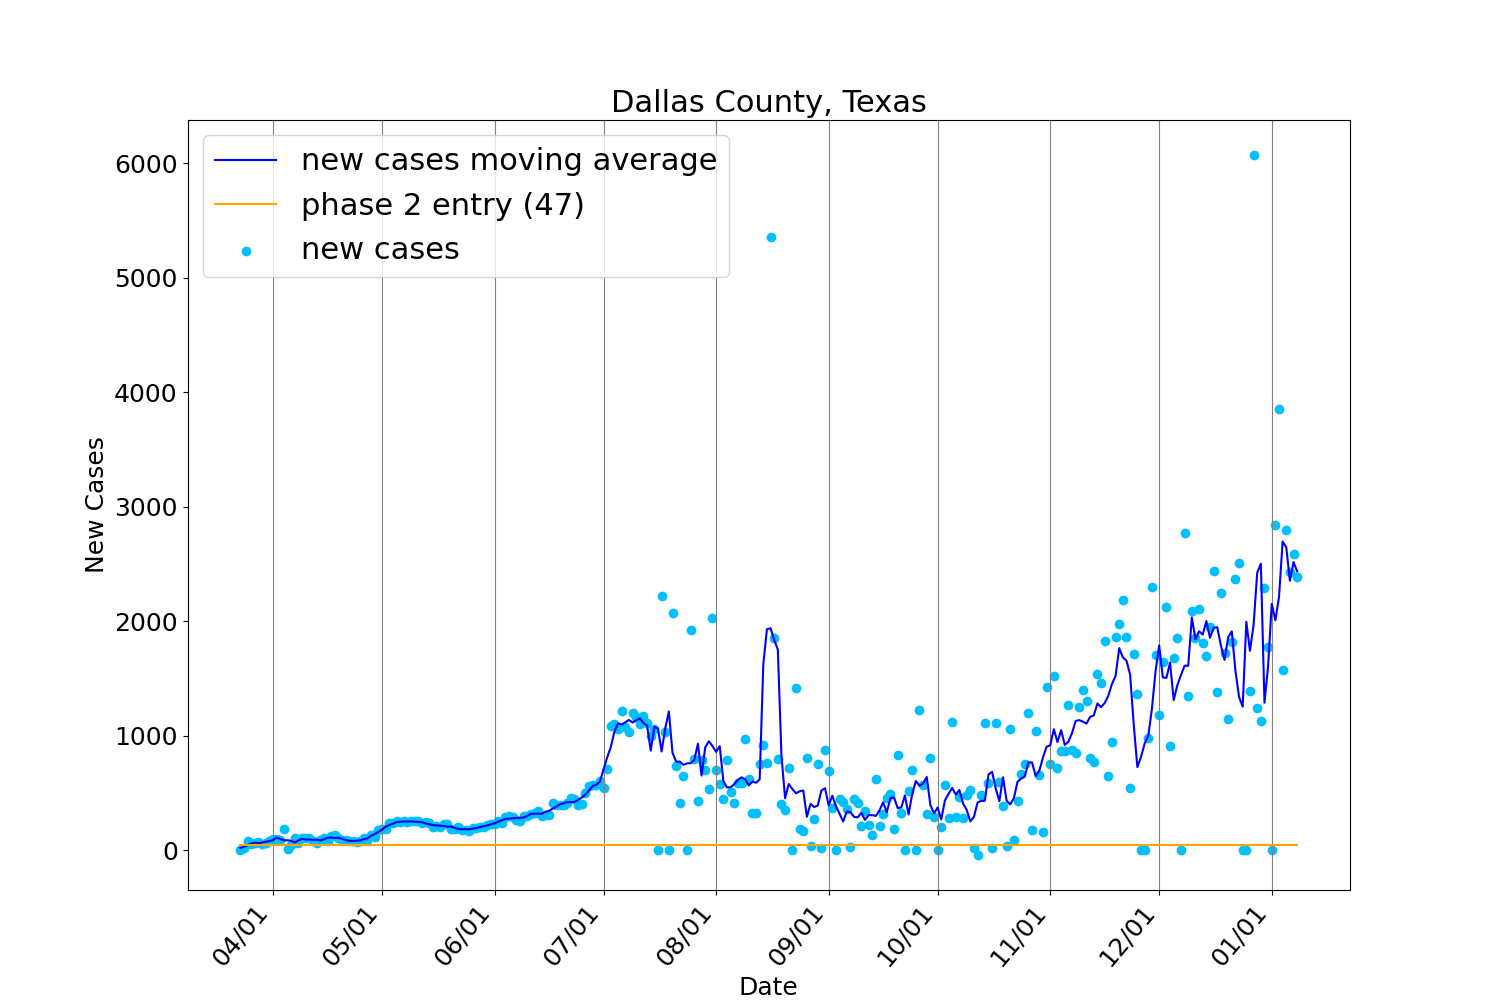 Dallas County, Texas
new cases moving average
phase 2 entry (47)
new cases
6000
5000
4000
3000
2000
1000
0
New Cases
04/01
05/01
06/01
07/01
08/01
09/01
10/01
11/01
12/01
01/01
Date